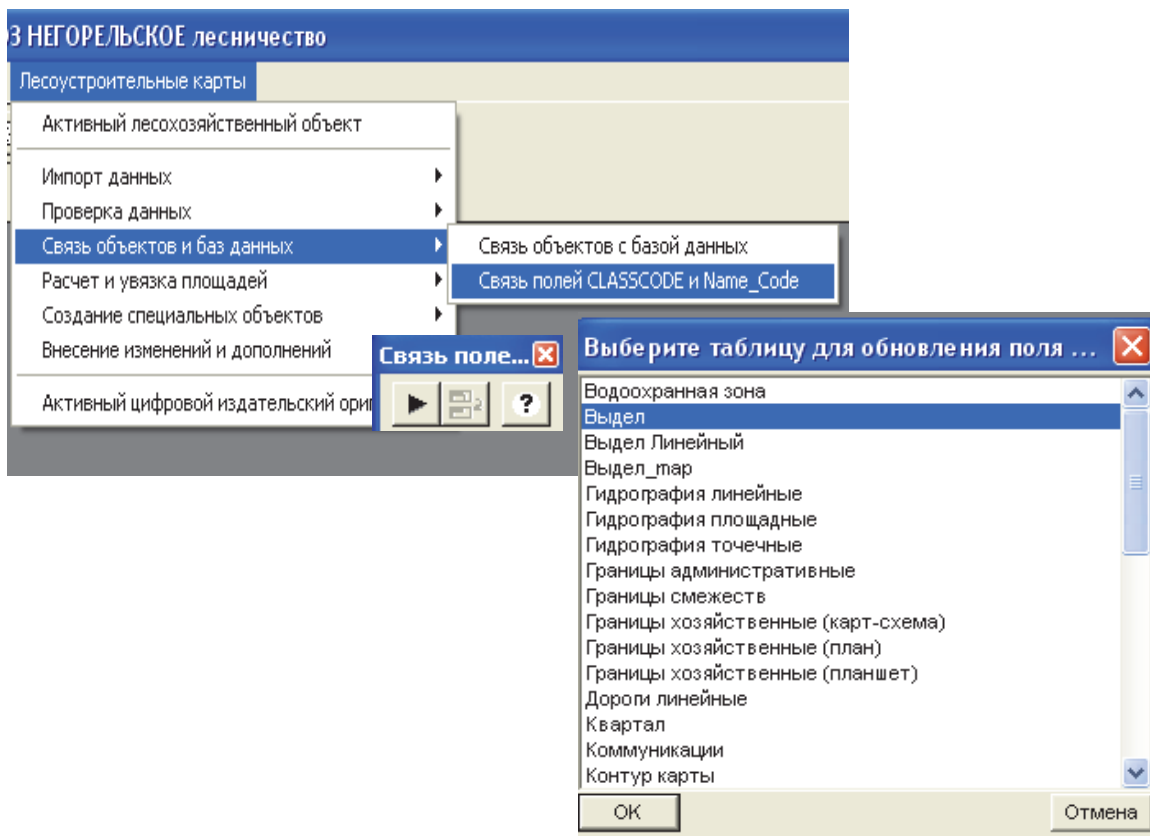 З НЕГОРЕЛЬСКОЕ лесничество
Лесоустроительные карты
Активный лесохозяйственный объект
Импорт данных
Проверка данных
Связь объектов и баз данных
Расчет и увязка площадей
Создание специальных объектов
Внесение изменений и дополнений
Активный цифровой издательский ориг
Связь объектов с базой данных
Связь полей CLASSCODE и Name_Code
Связь поле...
?
Выберите таблицу для обновления поля ...
Водоохранная зона
Выдел
Выдел Линейный
Выдел_map
Гидрография линейные
Гидрография площадные
Гидрография точечные
Границы административные
Границы смежеств
Границы хозяйственные (карт-схема)
Границы хозяйственные (план)
Границы хозяйственные (планшет)
Дороги линейные
Квартал
Коммуникации
Контур карты
ОК
Отмена